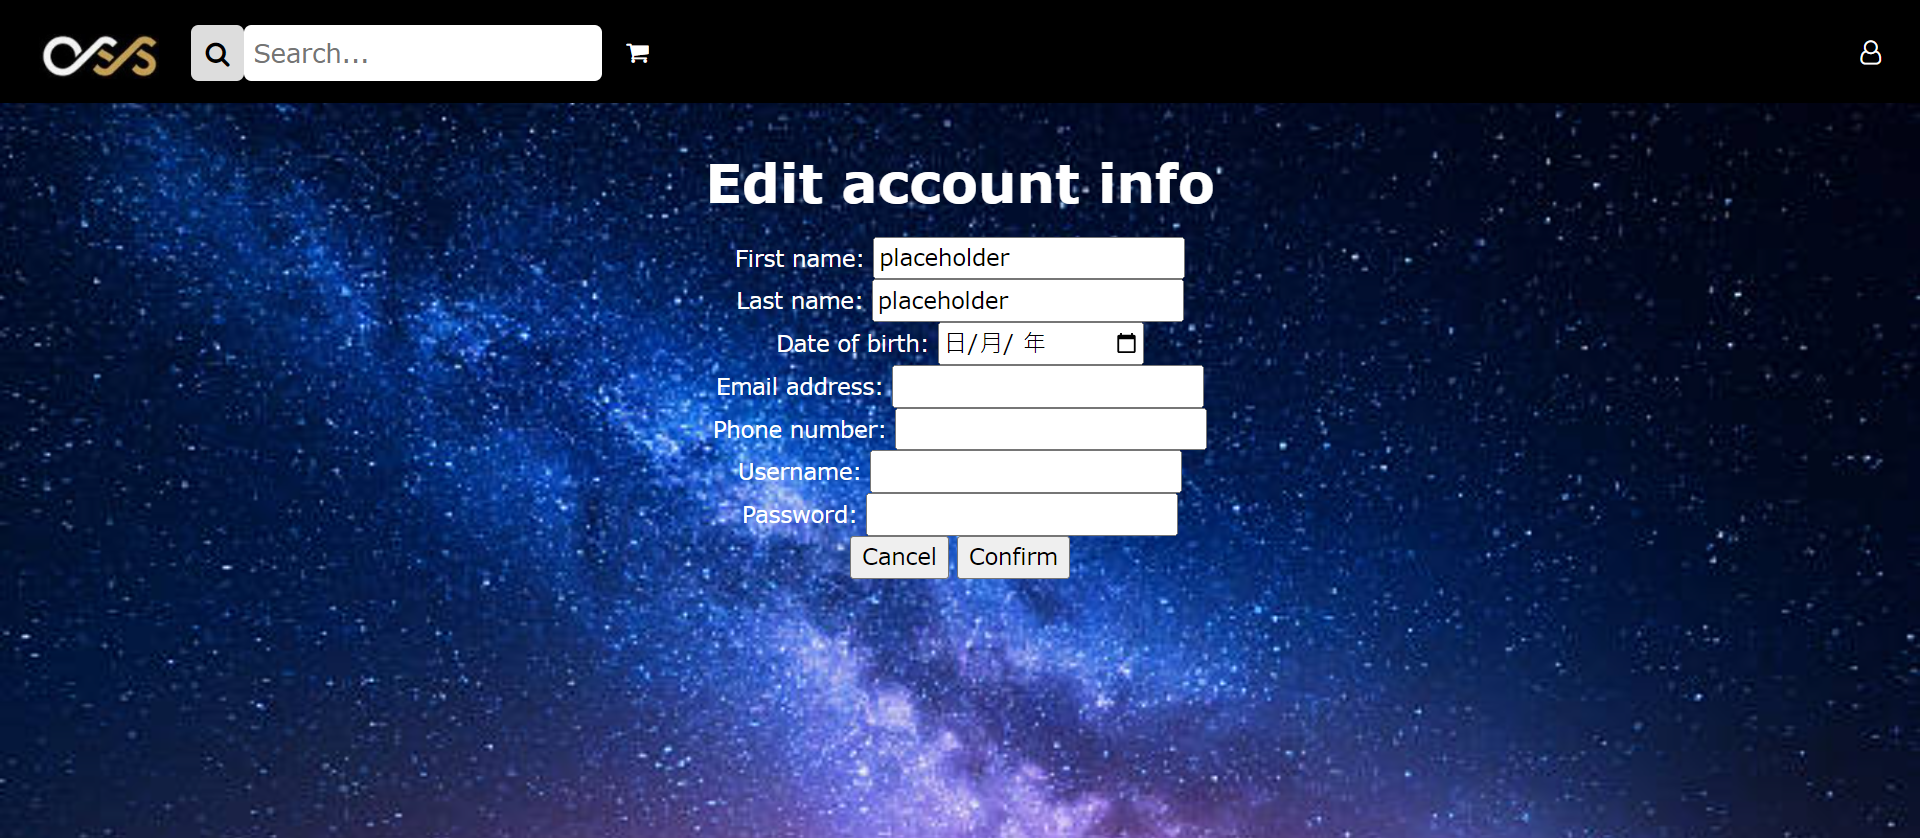 OSS
Search...
Edit account info
First name: placeholder
Last name: placeholder
Date of birth: 日/月/ 年
Email address:
Phone number:
Username:
Password:
Cancel Confirm